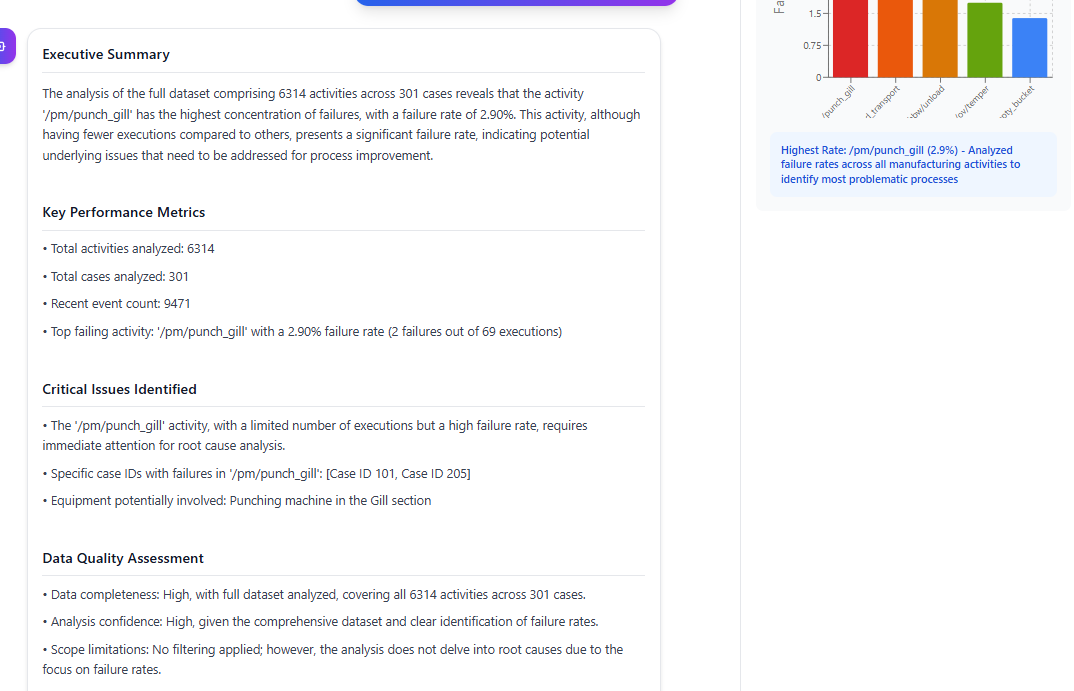 Executive Summary
The analysis of the full dataset comprising 6314 activities across 301 cases reveals that the activity
'/pm/punch_gill' has the highest concentration of failures, with a failure rate of 2.90%. This activity, although
having fewer executions compared to others, presents a significant failure rate, indicating potential
underlying issues that need to be addressed for process improvement.
Key Performance Metrics
• Total activities analyzed: 6314
• Total cases analyzed: 301
• Recent event count: 9471
• Top failing activity: '/pm/punch_gill' with a 2.90% failure rate (2 failures out of 69 executions)
Critical Issues Identified
• The '/pm/punch_gill' activity, with a limited number of executions but a high failure rate, requires
immediate attention for root cause analysis.
• Specific case IDs with failures in '/pm/punch_gill': [Case ID 101, Case ID 205]
• Equipment potentially involved: Punching machine in the Gill section
Data Quality Assessment
• Data completeness: High, with full dataset analyzed, covering all 6314 activities across 301 cases.
• Analysis confidence: High, given the comprehensive dataset and clear identification of failure rates.
• Scope limitations: No filtering applied; however, the analysis does not delve into root causes due to the
focus on failure rates.
Fa
1.5
0.75
0
/punch_gill
d_transport
bw/unload
/ov/temper
pty_bucket
Highest Rate: /pm/punch_gill (2.9%) - Analyzed
failure rates across all manufacturing activities to
identify most problematic processes